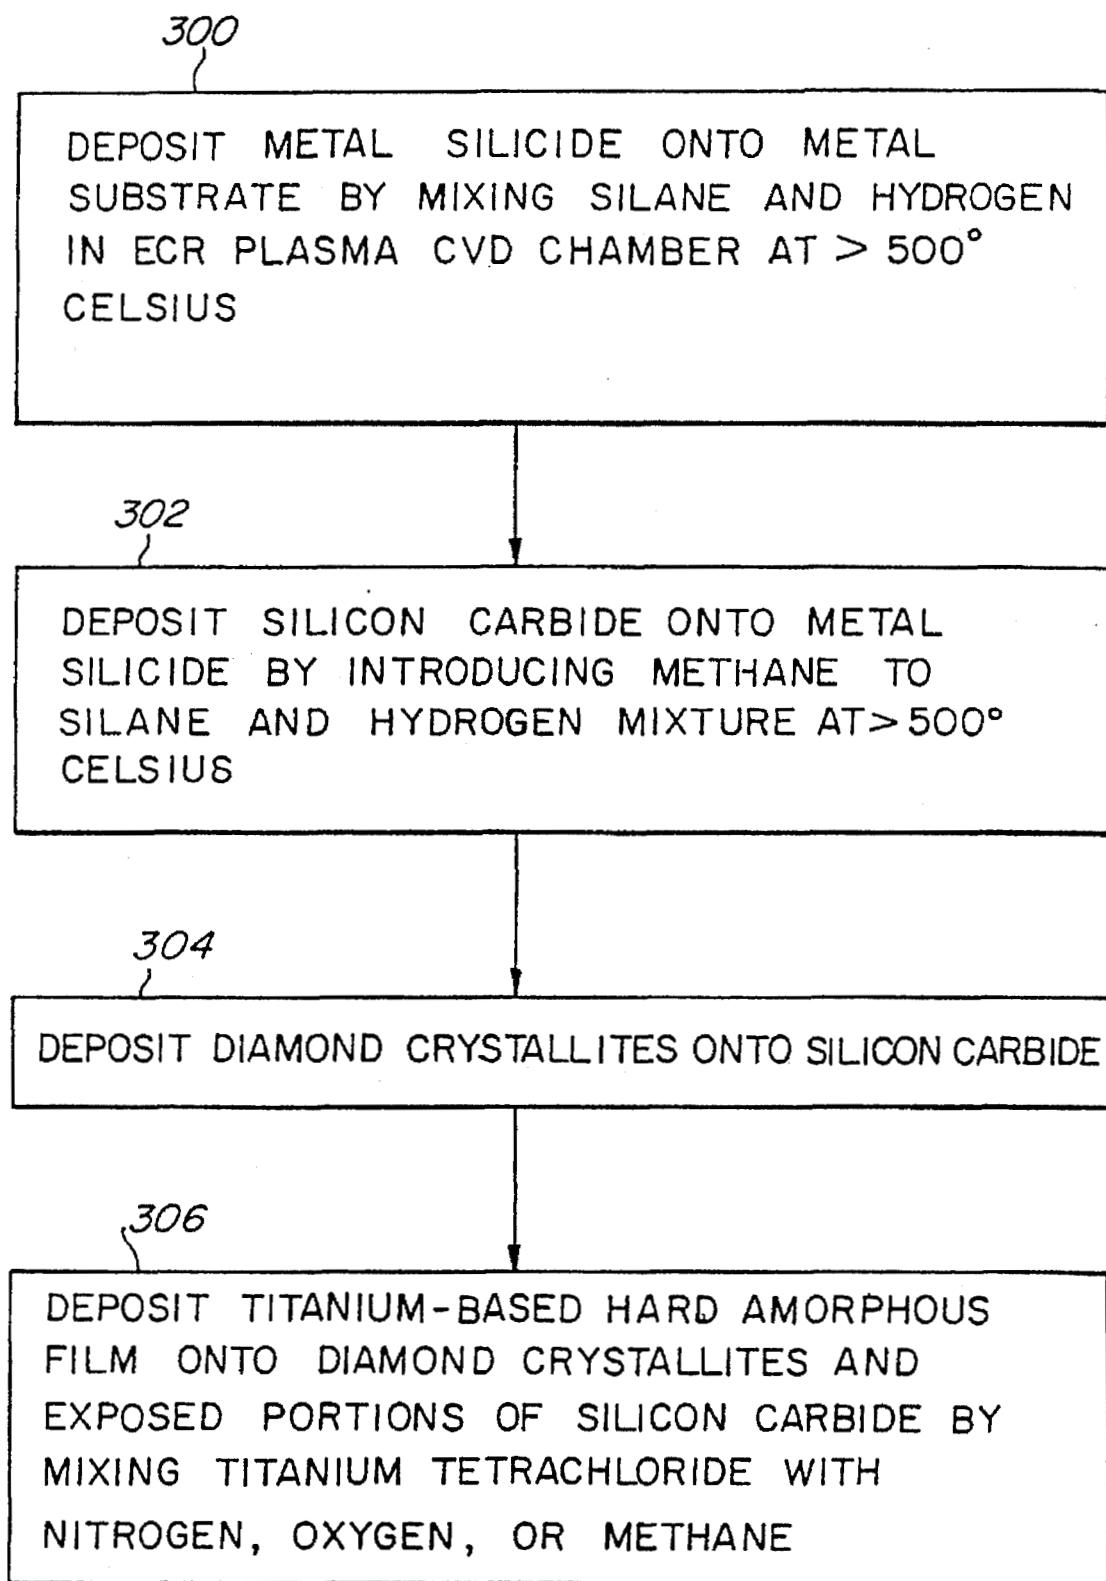 300
DEPOSIT METAL SILICIDE ONTO METAL
SUBSTRATE BY MIXING SILANE AND HYDROGEN
IN ECR PLASMA CVD CHAMBER AT > 500°
CELSIUS
302
DEPOSIT SILICON CARBIDE ONTO METAL
SILICIDE BY INTRODUCING METHANE TO
SILANE AND HYDROGEN MIXTURE AT > 500°
CELSIUS
304
DEPOSIT DIAMOND CRYSTALLITES ONTO SILICON CARBIDE
306
DEPOSIT TITANIUM-BASED HARD AMORPHOUS
FILM ONTO DIAMOND CRYSTALLITES AND
EXPOSED PORTIONS OF SILICON CARBIDE BY
MIXING TITANIUM TETRACHLORIDE WITH
NITROGEN, OXYGEN, OR METHANE